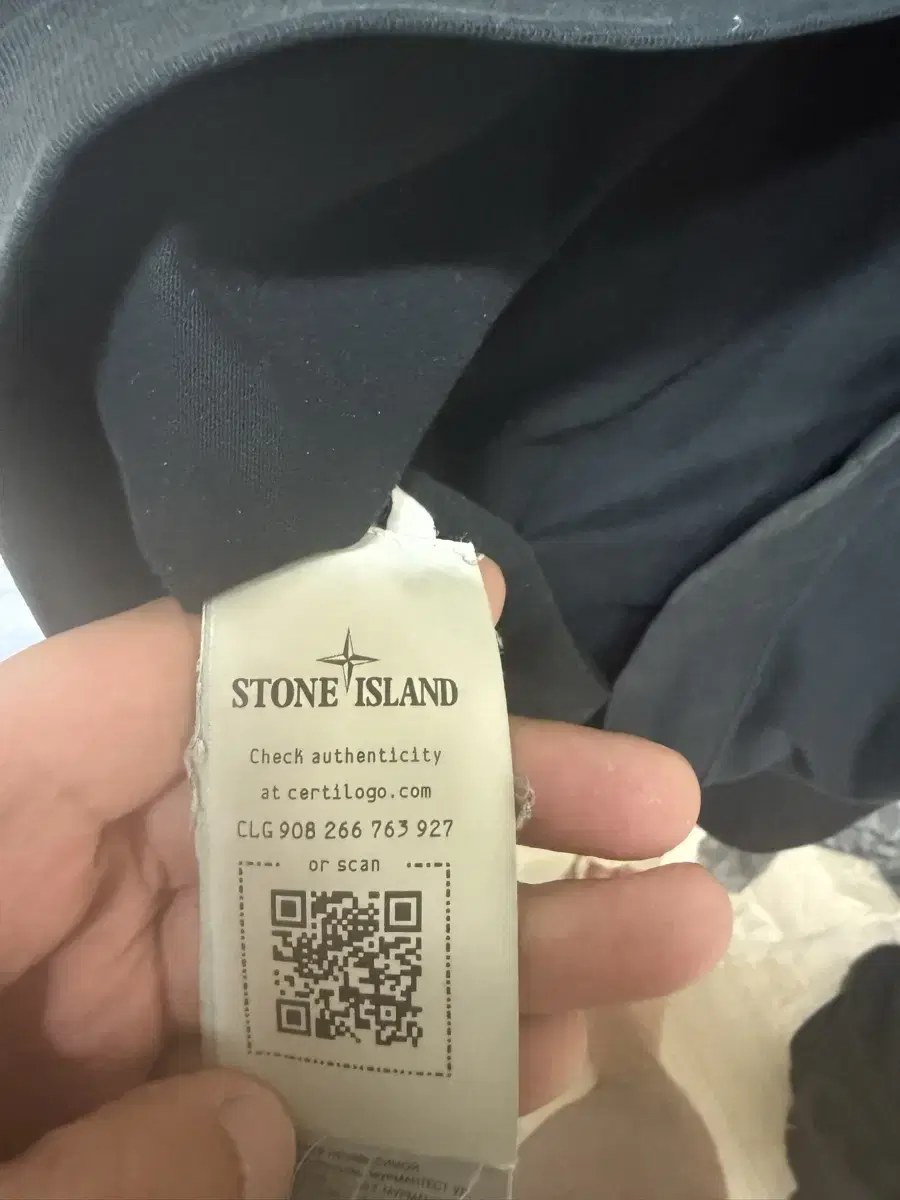 STONE ISLAND
Check authenticity
at certilogo.com
CLG 908 266 763 927
or scan